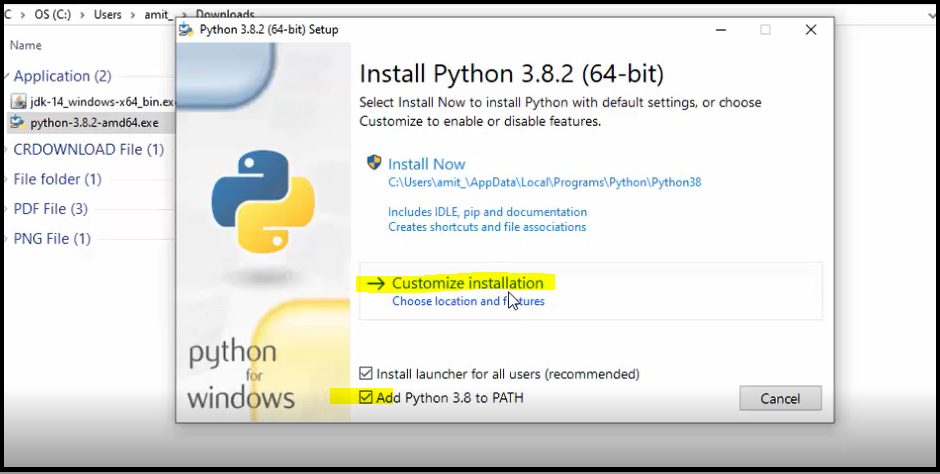 C > OS (C:) > Users > amit_ > Downloads
Python 3.8.2 (64-bit) Setup
Name
Application (2)
jdk-14_windows-x64_bin.exe
python-3.8.2-amd64.exe
CRDOWNLOAD File (1)
File folder (1)
PDF File (3)
PNG File (1)
Install Python 3.8.2 (64-bit)
Select Install Now to install Python with default settings, or choose
Customize to enable or disable features.
Install Now
C:\Users\amit_\AppData\Local\Programs\Python\Python38
Includes IDLE, pip and documentation
Creates shortcuts and file associations
Customize installation
Choose location and features
python
for
windows
Install launcher for all users (recommended)
Add Python 3.8 to PATH
Cancel